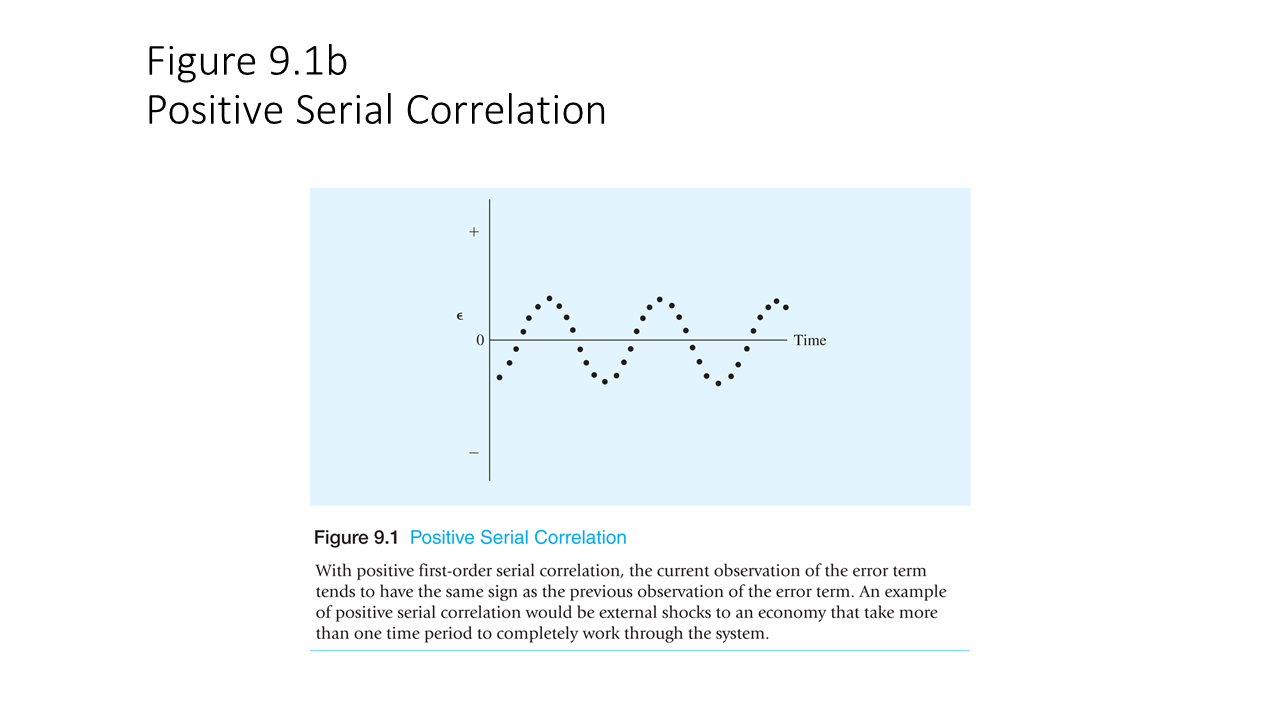 Figure 9.1b
Positive Serial Correlation
+
ϵ
0
Time
−
Figure 9.1 Positive Serial Correlation
With positive first-order serial correlation, the current observation of the error term
tends to have the same sign as the previous observation of the error term. An example
of positive serial correlation would be external shocks to an economy that take more
than one time period to completely work through the system.